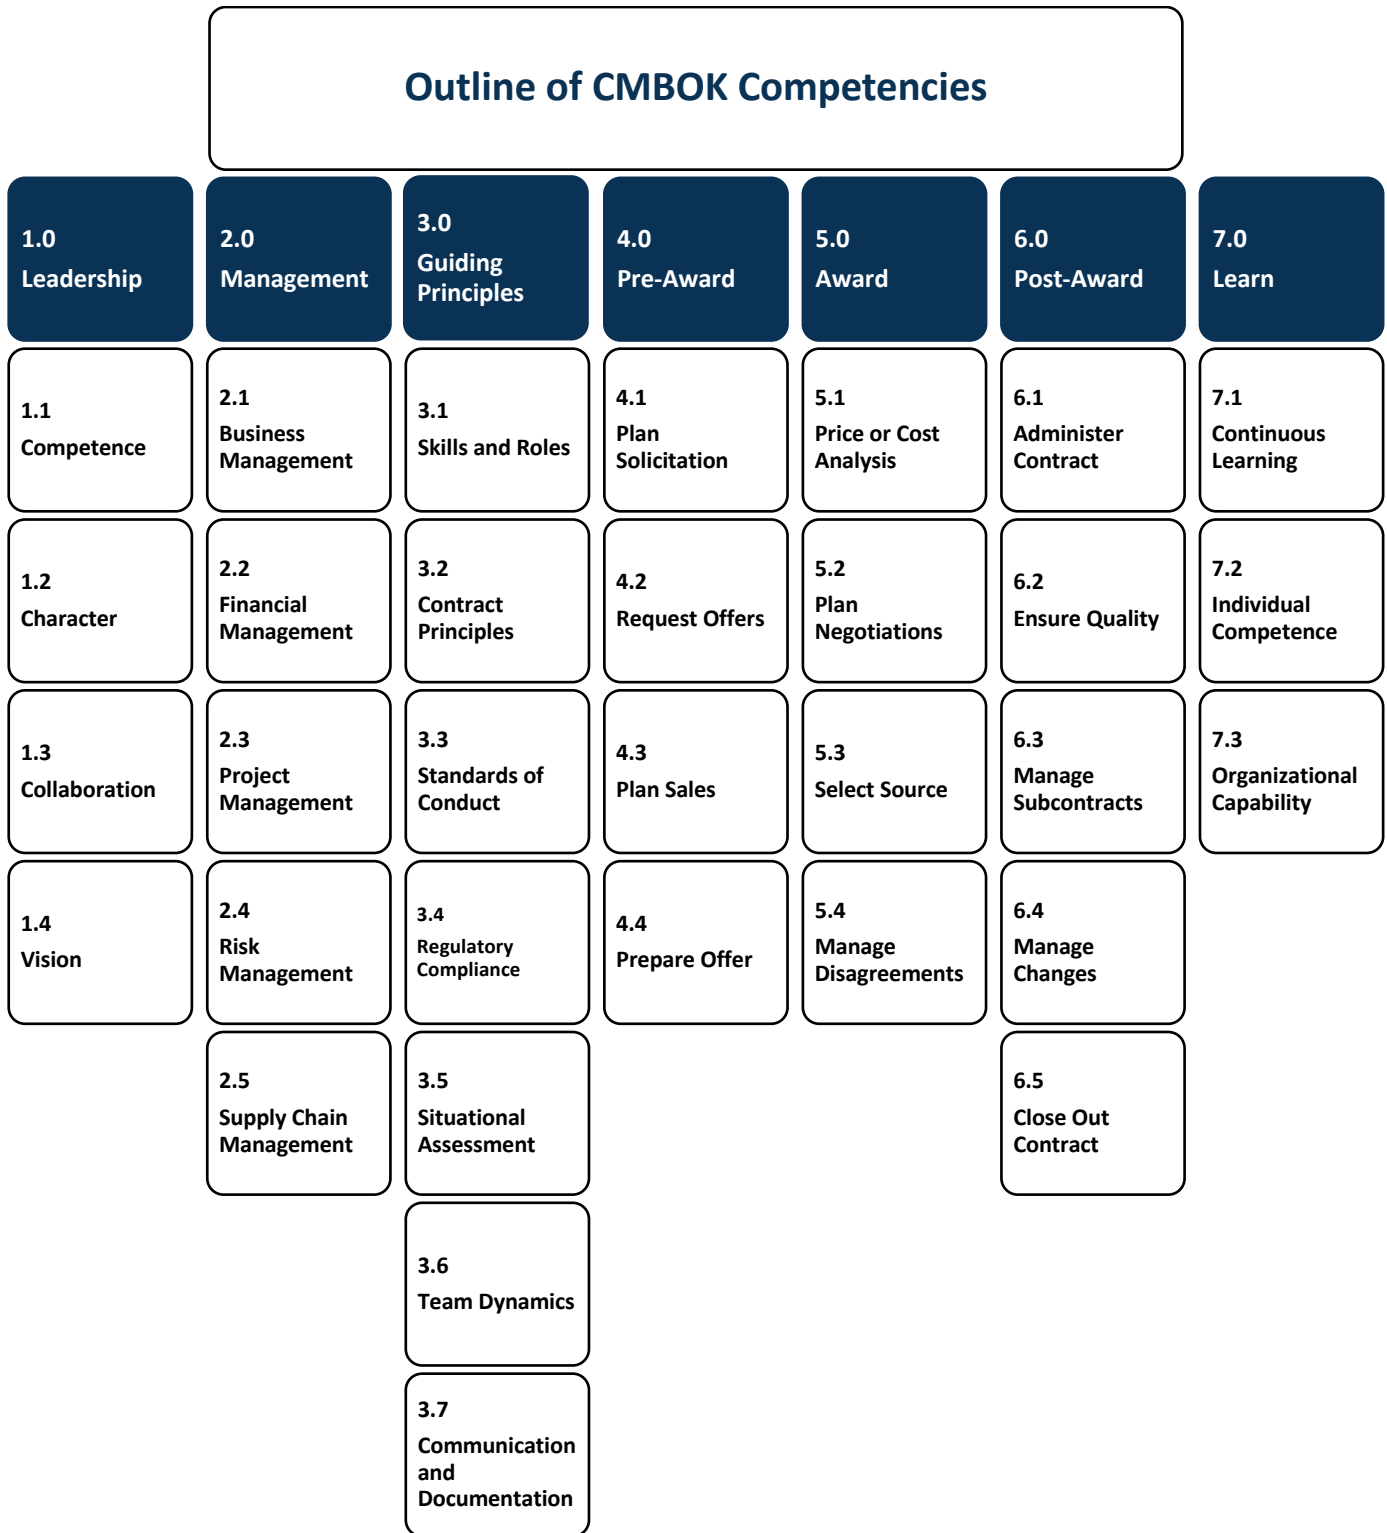 Outline of CMBOK Competencies
1.0
Leadership
1.1
Competence
1.2
Character
1.3
Collaboration
1.4
Vision
2.0
Management
2.1
Business
Management
2.2
Financial
Management
2.3
Project
Management
2.4
Risk
Management
2.5
Supply Chain
Management
3.0
Guiding
Principles
3.1
Skills and Roles
3.2
Contract
Principles
3.3
Standards of
Conduct
3.4
Regulatory
Compliance
3.5
Situational
Assessment
3.6
Team Dynamics
3.7
Communication
and
Documentation
4.0
Pre-Award
4.1
Plan
Solicitation
4.2
Request Offers
4.3
Plan Sales
4.4
Prepare Offer
5.0
Award
5.1
Price or Cost
Analysis
5.2
Plan
Negotiations
5.3
Select Source
5.4
Manage
Disagreements
6.0
Post-Award
6.1
Administer
Contract
6.2
Ensure Quality
6.3
Manage
Subcontracts
6.4
Manage
Changes
6.5
Close Out
Contract
7.0
Learn
7.1
Continuous
Learning
7.2
Individual
Competence
7.3
Organizational
Capability